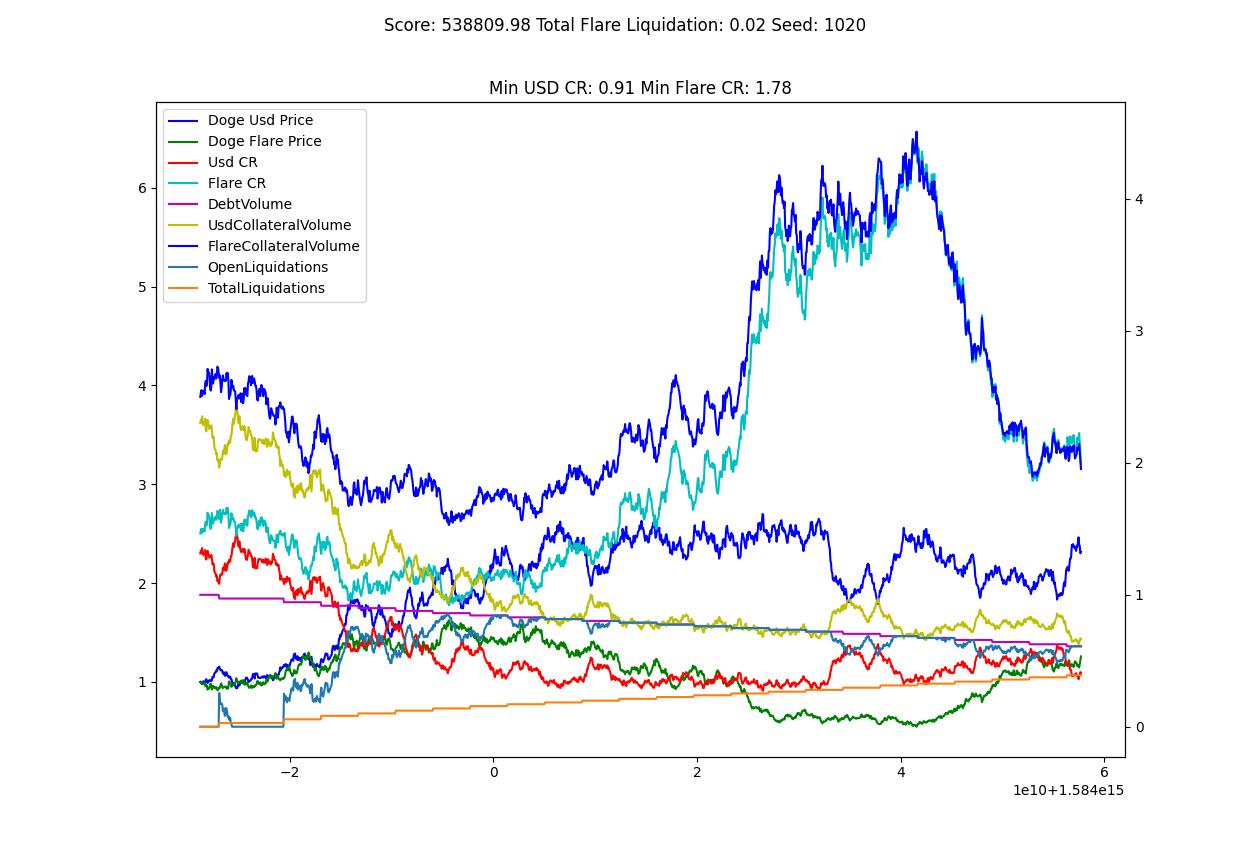 Score: 538809.98 Total Flare Liquidation: 0.02 Seed: 1020
Min USD CR: 0.91 Min Flare CR: 1.78
Doge Usd Price
Doge Flare Price
Usd CR
Flare CR
DebtVolume
UsdCollateralVolume
FlareCollateralVolume
OpenLiquidations
TotalLiquidations
6
5
4
3
2
1
4
3
2
1
0
−2
0
2
4
6
1e10+1.584e15